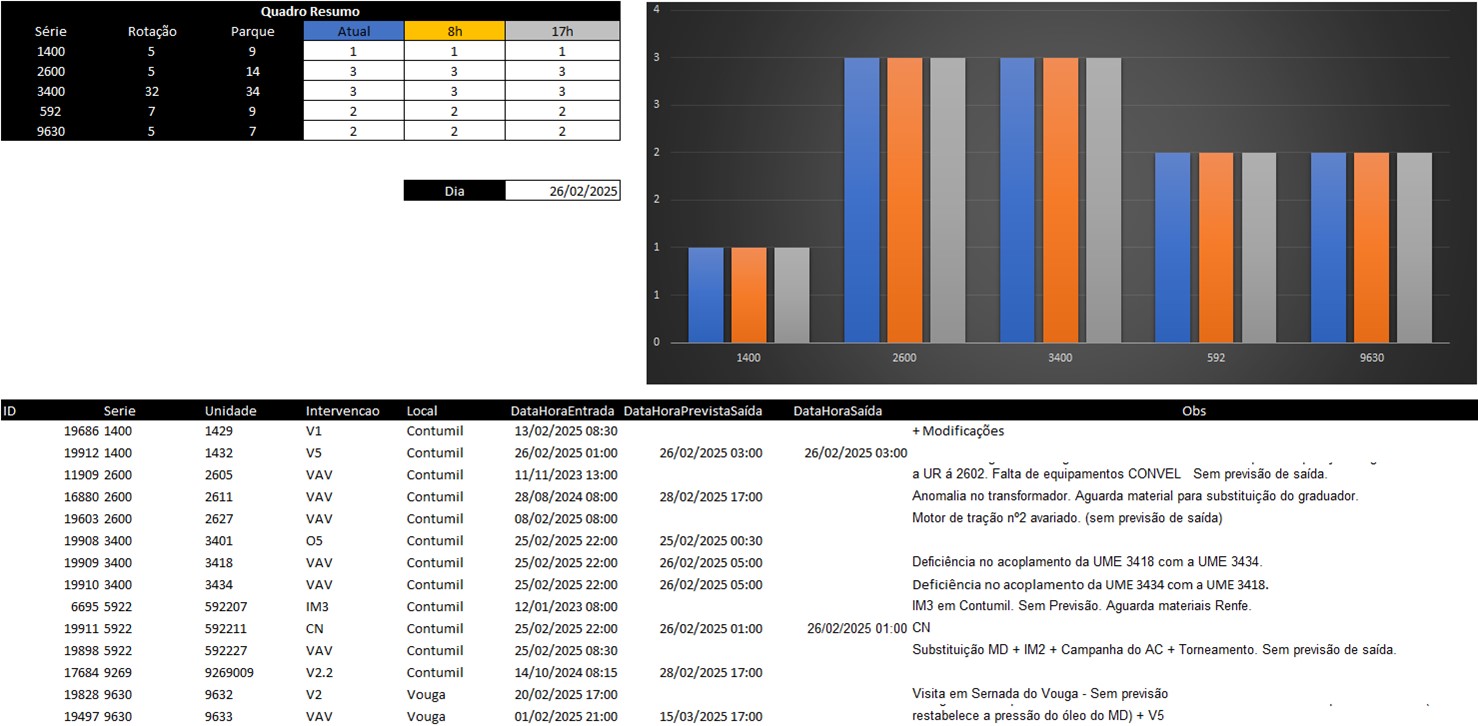 Quadro Resumo
Série Rotação Parque Atual 8h 17h
1400 5 9 1 1 1
2600 5 14 3 3 3
3400 32 34 3 3 3
592 7 9 2 2 2
9630 5 7 2 2 2
Dia 26/02/2025
4
3
3
2
2
1
1
0
1400 2600 3400 592 9630
ID Serie Unidade Intervencao Local DataHoraEntrada DataHoraPrevistaSaída DataHoraSaída Obs
19686 1400 1429 V1 Contumil 13/02/2025 08:30 + Modificações
19912 1400 1432 V5 Contumil 26/02/2025 01:00 26/02/2025 03:00 26/02/2025 03:00
11909 2600 2605 VAV Contumil 11/11/2023 13:00 a UR á 2602. Falta de equipamentos CONVEL Sem previsão de saída.
16880 2600 2611 VAV Contumil 28/08/2024 08:00 28/02/2025 17:00 Anomalia no transformador. Aguarda material para substituição do graduador.
19603 2600 2627 VAV Contumil 08/02/2025 08:00 Motor de tração nº2 avariado. (sem previsão de saída)
19908 3400 3401 O5 Contumil 25/02/2025 22:00 25/02/2025 00:30
19909 3400 3418 VAV Contumil 25/02/2025 22:00 26/02/2025 05:00 Deficiência no acoplamento da UME 3418 com a UME 3434.
19910 3400 3434 VAV Contumil 25/02/2025 22:00 26/02/2025 05:00 Deficiência no acoplamento da UME 3434 com a UME 3418.
6695 5922 592207 IM3 Contumil 12/01/2023 08:00 IM3 em Contumil. Sem Previsão. Aguarda materiais Renfe.
19911 5922 592211 CN Contumil 25/02/2025 22:00 26/02/2025 01:00 26/02/2025 01:00 CN
19898 5922 592227 VAV Contumil 25/02/2025 08:30 Substituição MD + IM2 + Campanha do AC + Torneamento. Sem previsão de saída.
17684 9269 9269009 V2.2 Contumil 14/10/2024 08:15 28/02/2025 17:00
19828 9630 9632 V2 Vouga 20/02/2025 17:00 Visita em Sernada do Vouga - Sem previsão
19497 9630 9633 VAV Vouga 01/02/2025 21:00 15/03/2025 17:00 restabelece a pressão do óleo do MD) + V5